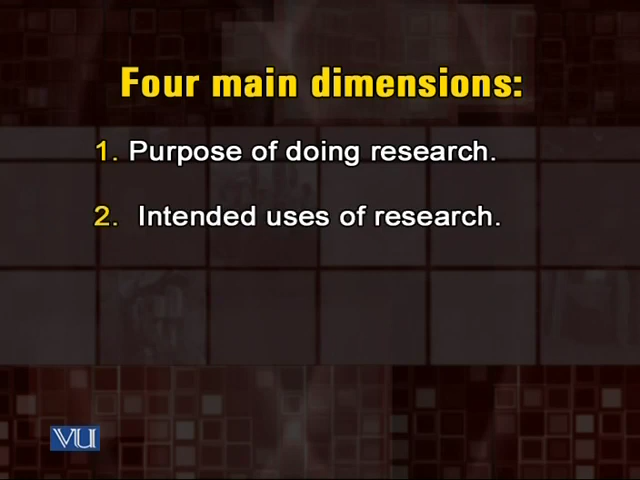 Four main dimensions:
1. Purpose of doing research.
2. Intended uses of research.
VU